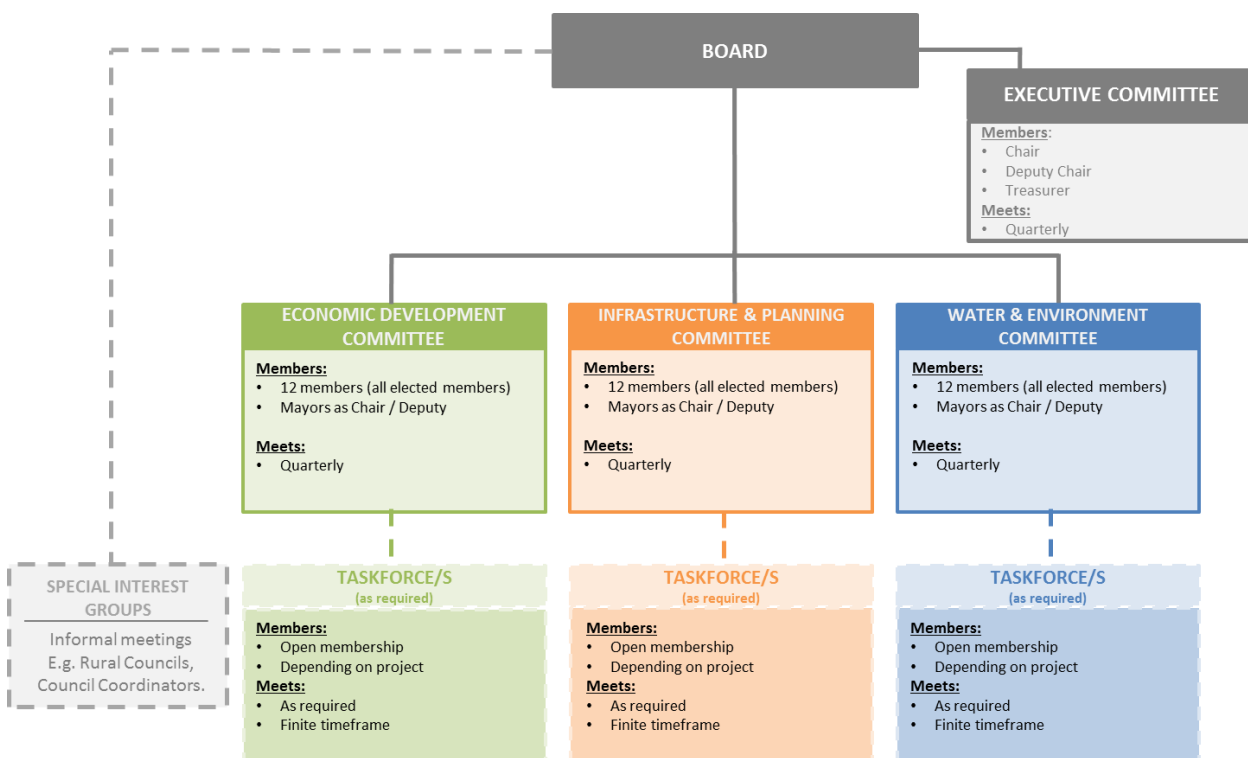 BOARD
EXECUTIVE COMMITTEE
Members:
• Chair
• Deputy Chair
• Treasurer
Meets:
• Quarterly
ECONOMIC DEVELOPMENT
COMMITTEE
Members:
• 12 members (all elected members)
• Mayors as Chair / Deputy
Meets:
• Quarterly
INFRASTRUCTURE & PLANNING
COMMITTEE
Members:
• 12 members (all elected members)
• Mayors as Chair / Deputy
Meets:
• Quarterly
WATER & ENVIRONMENT
COMMITTEE
Members:
• 12 members (all elected members)
• Mayors as Chair / Deputy
Meets:
• Quarterly
SPECIAL INTEREST
GROUPS
Informal meetings
E.g. Rural Councils,
Council Coordinators.
TASKFORCE/S
(as required)
Members:
• Open membership
• Depending on project
Meets:
• As required
• Finite timeframe
TASKFORCE/S
(as required)
Members:
• Open membership
• Depending on project
Meets:
• As required
• Finite timeframe
TASKFORCE/S
(as required)
Members:
• Open membership
• Depending on project
Meets:
• As required
• Finite timeframe